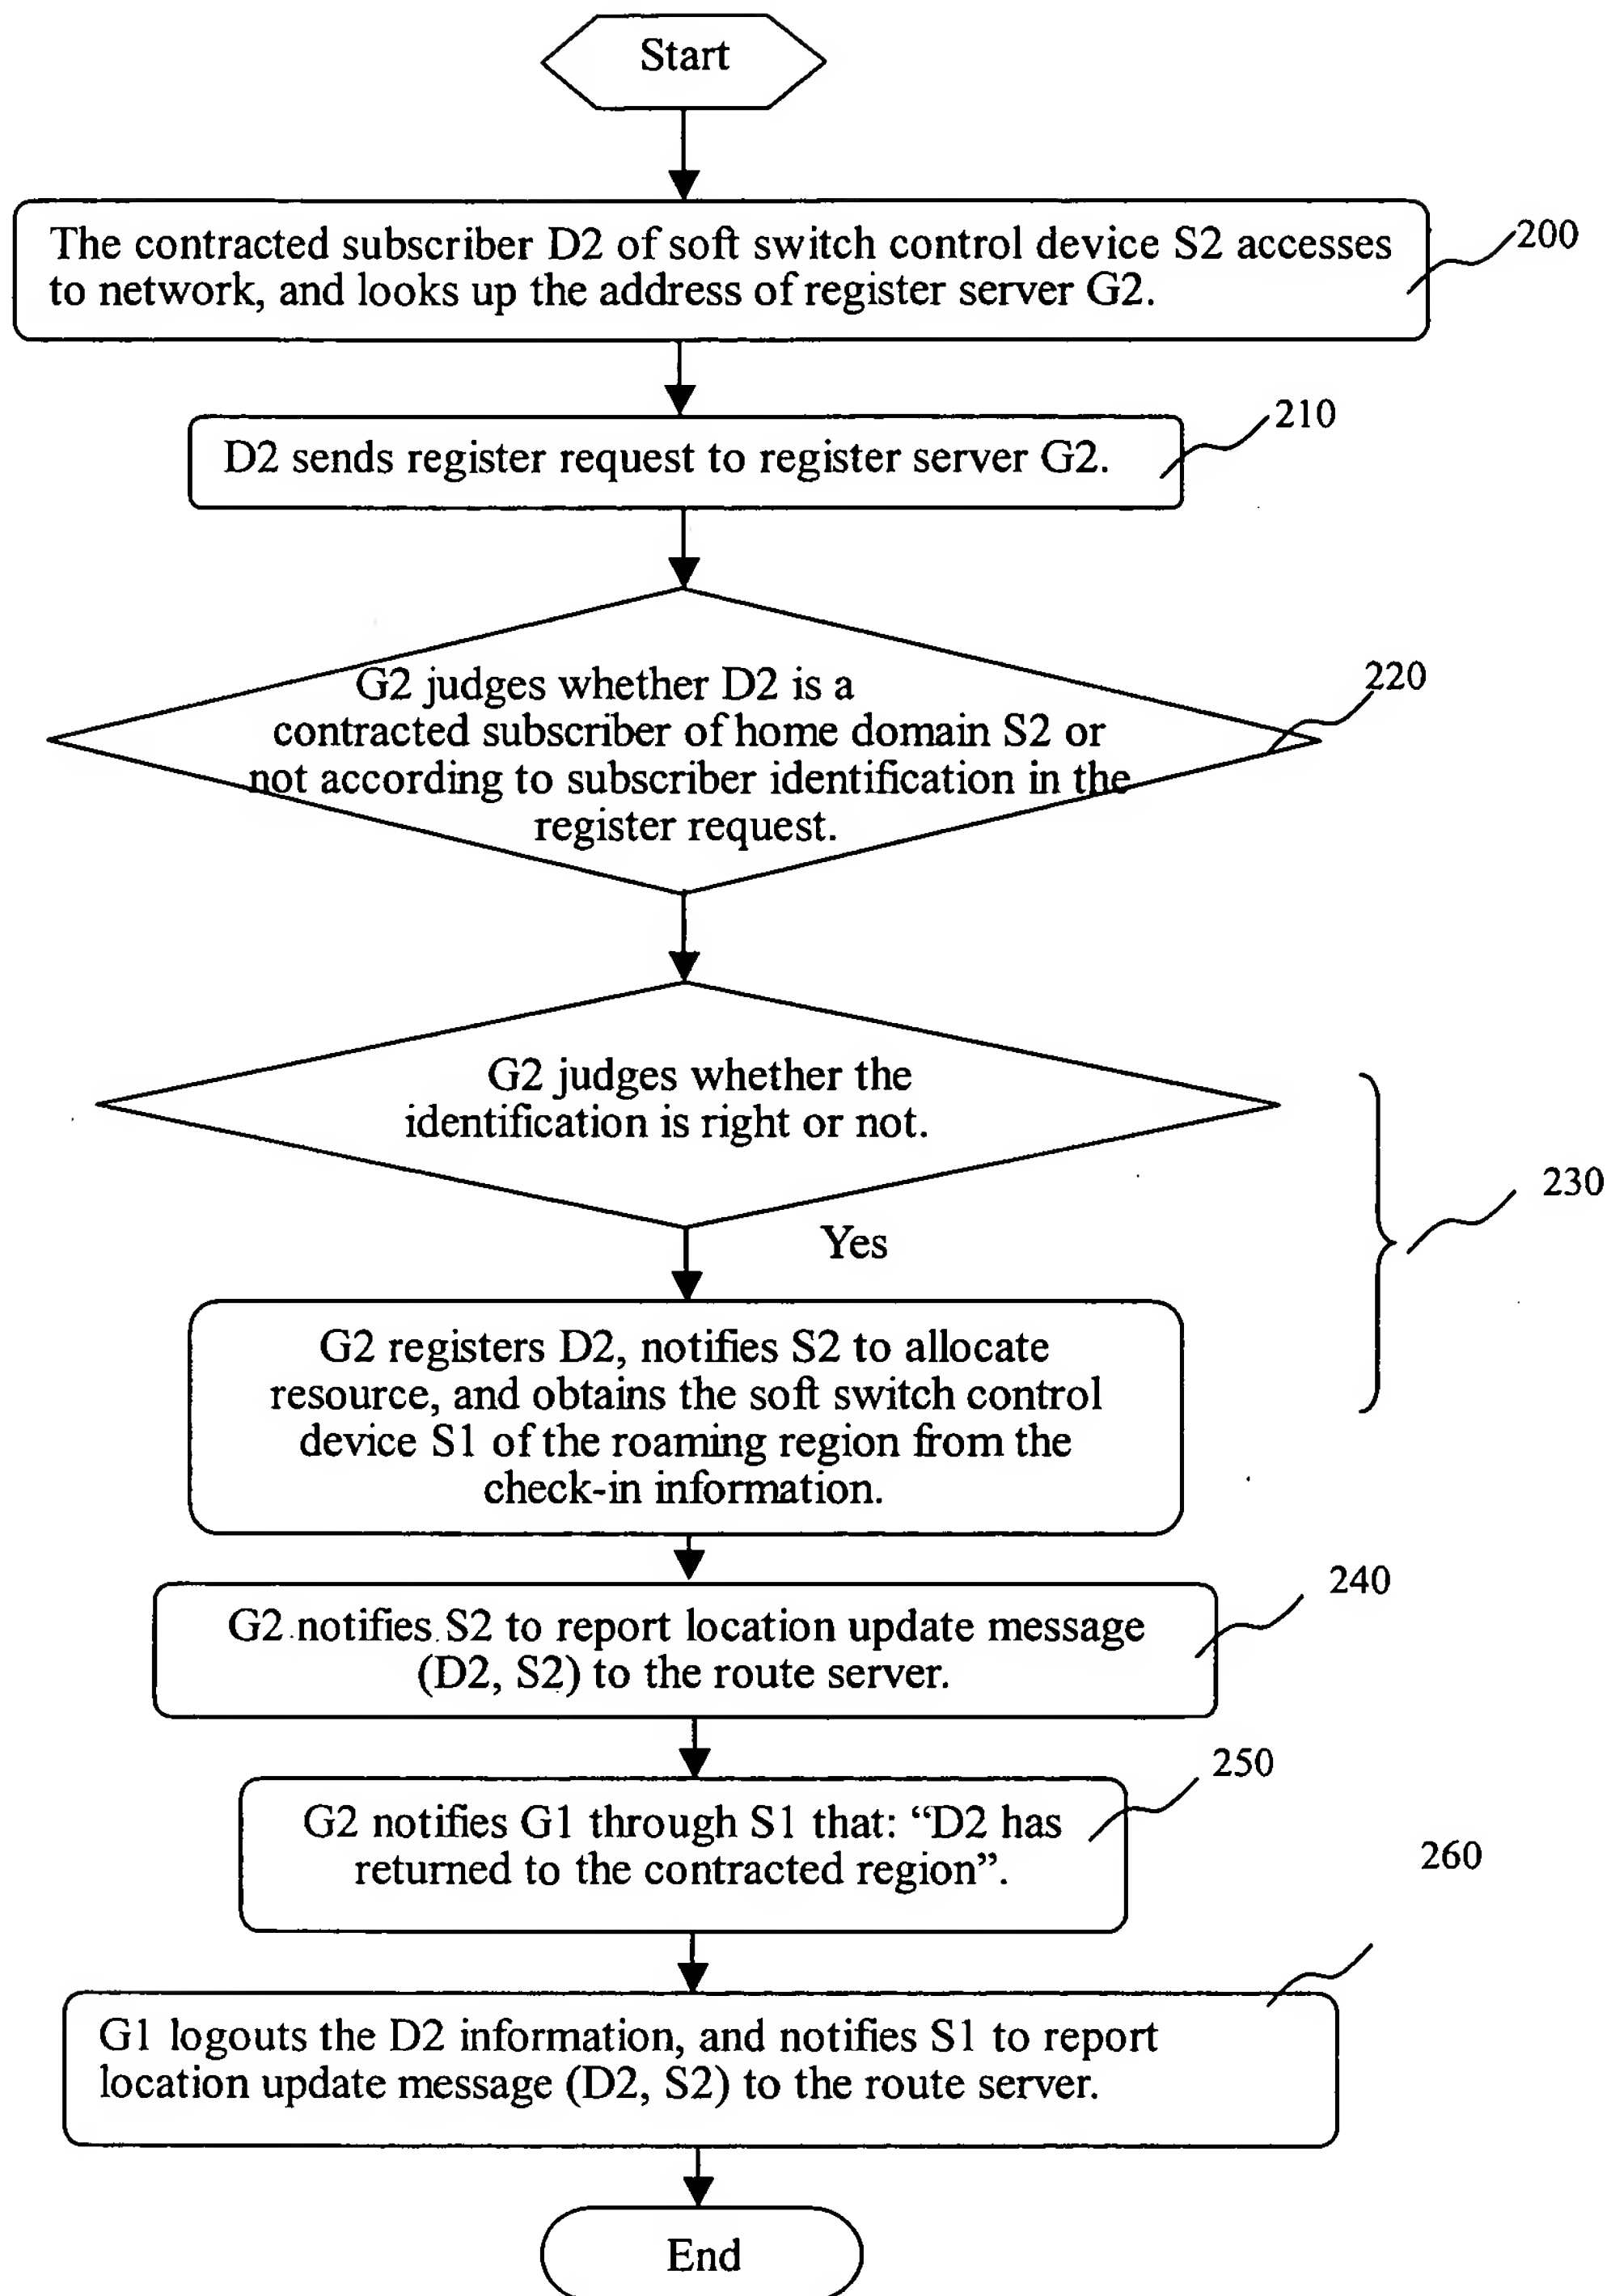 Start
The contracted subscriber D2 of soft switch control device S2 accesses
to network, and looks up the address of register server G2.
200
D2 sends register request to register server G2.
210
G2 judges whether D2 is a
contracted subscriber of home domain S2 or
not according to subscriber identification in the
register request.
220
G2 judges whether the
identification is right or not.
230
Yes
G2 registers D2, notifies S2 to allocate
resource, and obtains the soft switch control
device S1 of the roaming region from the
check-in information.
G2 notifies S2 to report location update message
(D2, S2) to the route server.
240
G2 notifies G1 through S1 that: “D2 has
returned to the contracted region”.
250
260
G1 logouts the D2 information, and notifies S1 to report
location update message (D2, S2) to the route server.
End